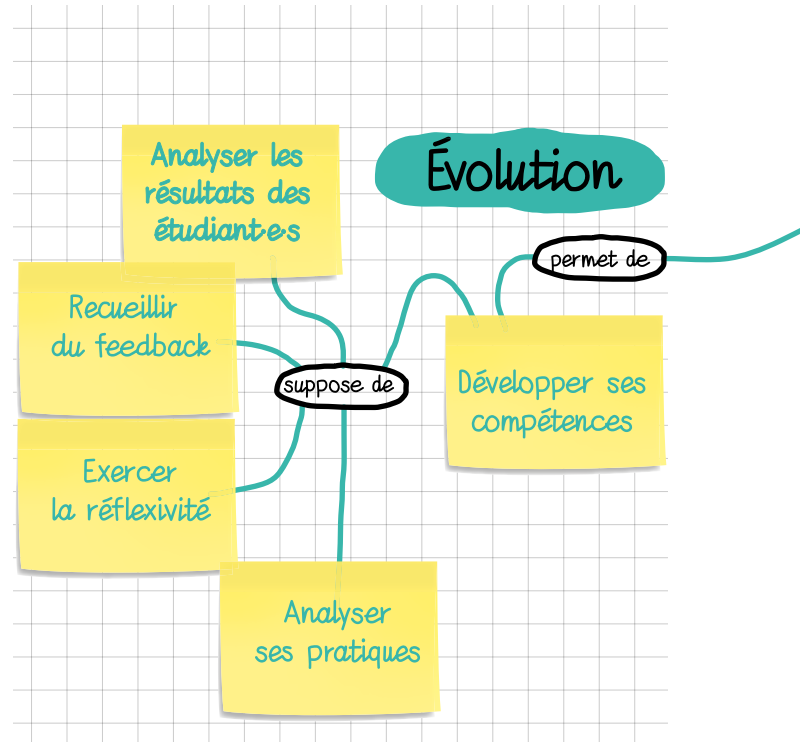 Évolution
Analyser les
résultats des
étudiant·e·s
permet de
Recueillir
du feedback
suppose de
Développer ses
compétences
Exercer
la réflexivité
Analyser
ses pratiques